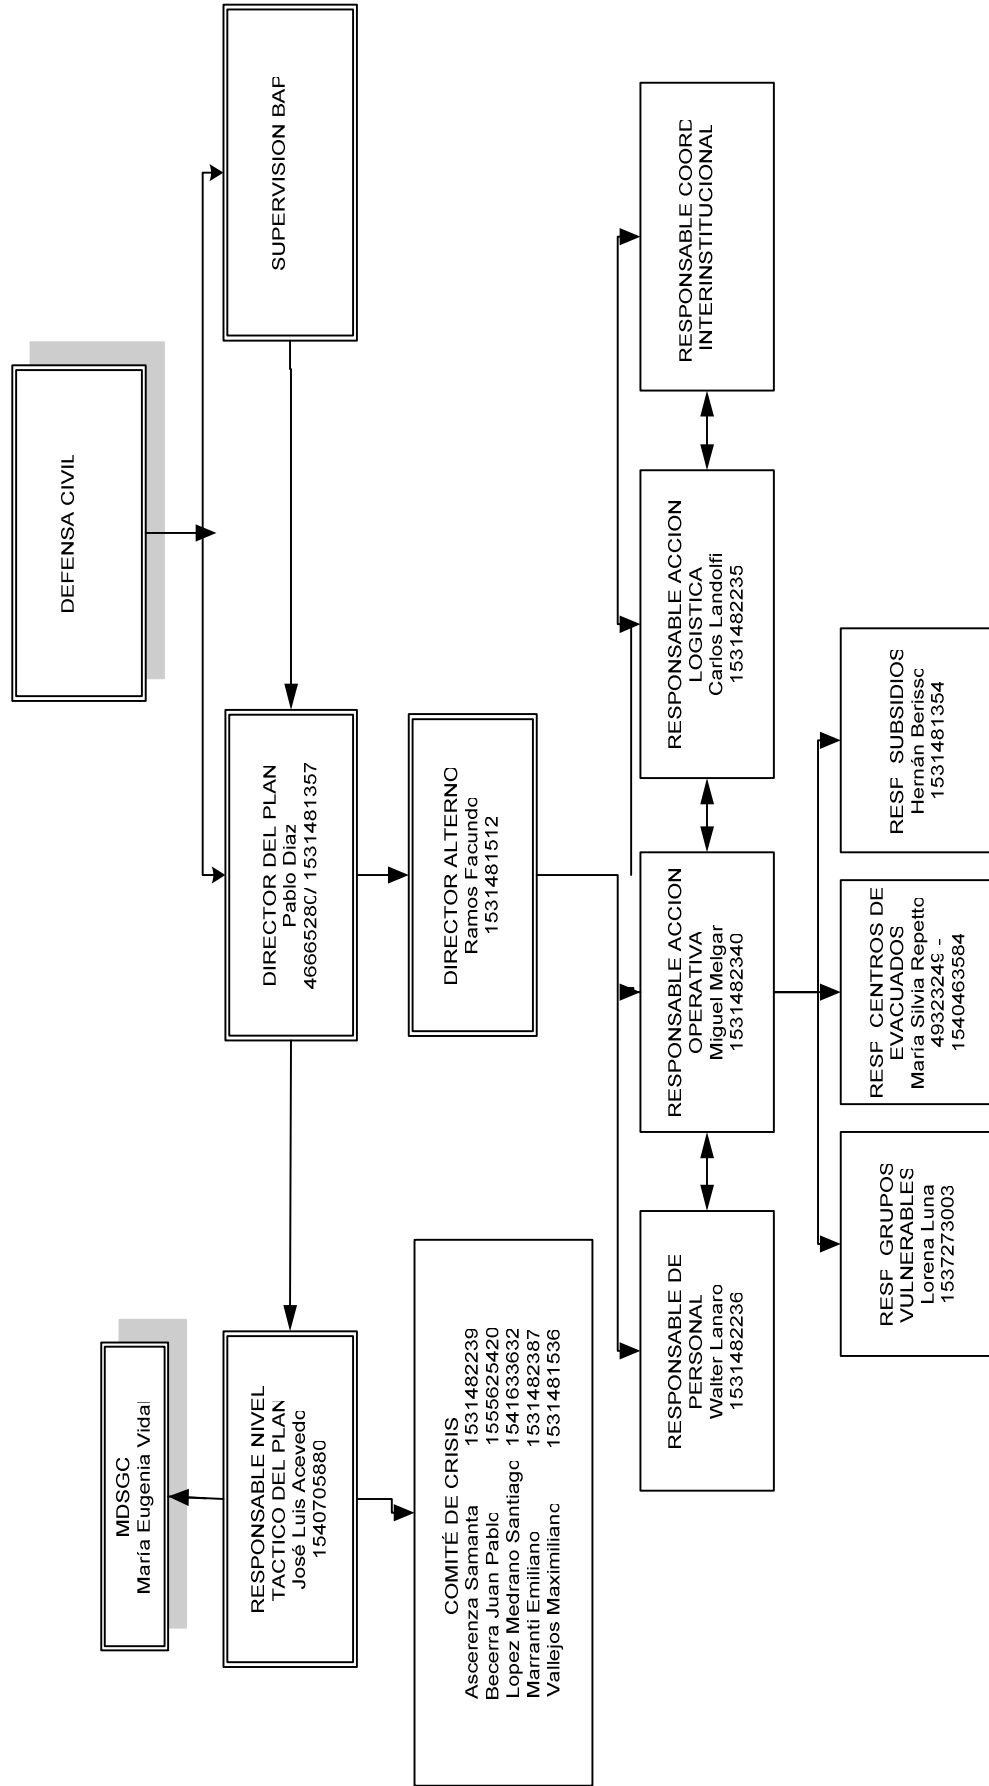 DEFENSA CIVIL
MDSGC
María Eugenia Vidal
RESPONSABLE NIVEL
TACTICO DEL PLAN
José Luis Acevedo
1540705880
DIRECTOR DEL PLAN
Pablo Diaz
46665280/ 1531481357
SUPERVISION BAP
COMITÉ DE CRISIS
Ascerenza Samanta 1531482239
Becerra Juan Pablo 1555625420
Lopez Medrano Santiago 1541633632
Marranti Emiliano 1531482387
Vallejos Maximiliano 1531481536
DIRECTOR ALTERNO
Ramos Facundo
1531481512
RESPONSABLE DE
PERSONAL
Walter Lanaro
1531482236
RESPONSABLE ACCION
OPERATIVA
Miguel Melgar
1531482340
RESPONSABLE ACCION
LOGISTICA
Carlos Landolfi
1531482235
RESPONSABLE COORD
INTERINSTITUCIONAL
RESP GRUPOS
VULNERABLES
Lorena Luna
1537273003
RESP CENTROS DE
EVACUADOS
María Silvia Repetto
49323249 -
1540463584
RESP SUBSIDIOS
Hernán Berisso
1531481354